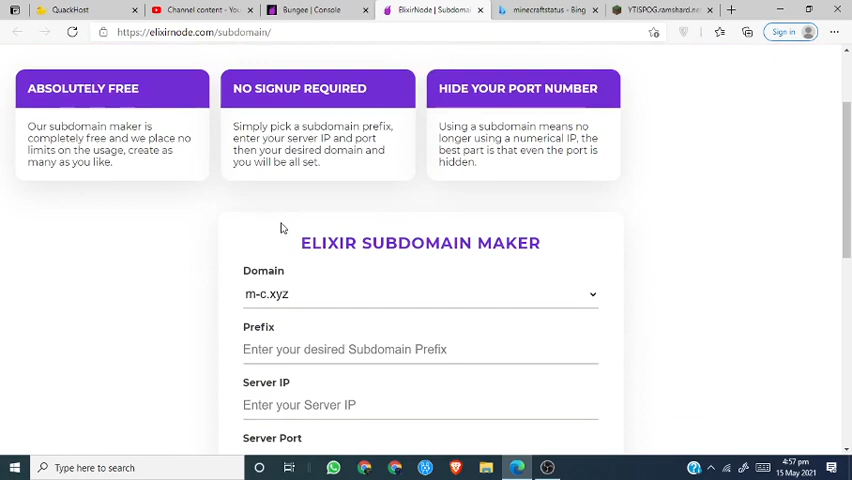 QuackHost
Channel content - You
Bungee | Console
ElixirNode | Subdoma
minecraftstatus - Bing
YTISPOG.ramshard.ne
https://elixirnode.com/subdomain/
Sign in
ABSOLUTELY FREE
Our subdomain maker is
completely free and we place no
limits on the usage, create as
many as you like.
NO SIGNUP REQUIRED
Simply pick a subdomain prefix,
enter your server IP and port
then your desired domain and
you will be all set.
HIDE YOUR PORT NUMBER
Using a subdomain means no
longer using a numerical IP, the
best part is that even the port is
hidden.
ELIXIR SUBDOMAIN MAKER
Domain
m-c.xyz
Prefix
Enter your desired Subdomain Prefix
Server IP
Enter your Server IP
Server Port
Type here to search
4:57 pm
15 May 2021